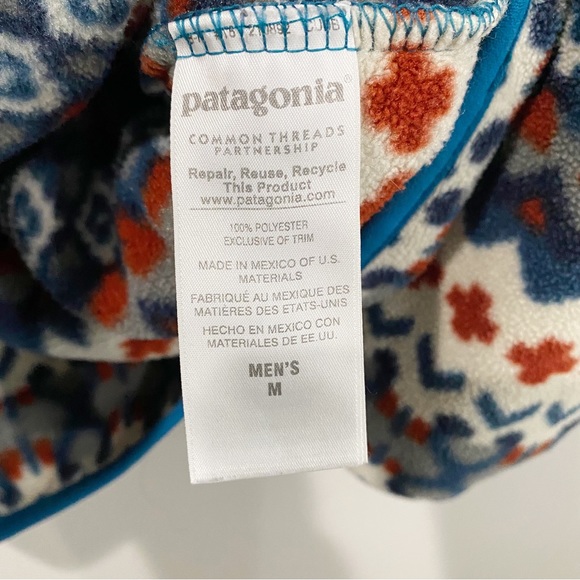 patagonia®
COMMON THREADS
PARTNERSHIP
Repair, Reuse, Recycle
This Product
www.patagonia.com
100% POLYESTER
EXCLUSIVE OF TRIM
MADE IN MEXICO OF U.S.
MATERIALS
FABRIQUÉ AU MEXIQUE DES
MATIÈRES DES ETATS-UNIS
HECHO EN MEXICO CON
MATERIALES DE EE.UU.
MEN'S
M